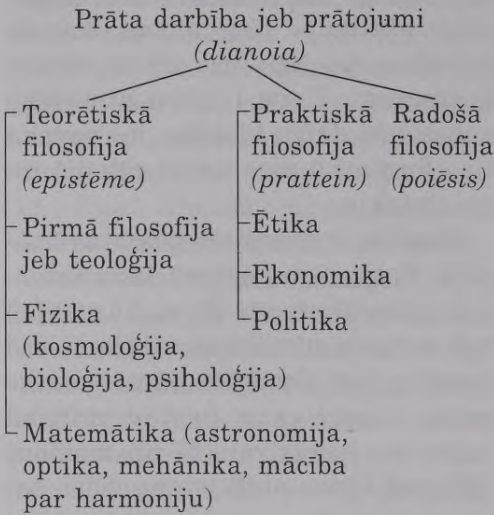 Prāta darbība jeb prātojumi
(dianoia)
Teorētiskā
filosofija
(epistēme)
Pirmā filosofija
jeb teoloģija
Fizika
(kosmoloģija,
bioloģija, psiholoģija)
Matemātika (astronomija,
optika, mehānika, mācība
par harmoniju)
Praktiskā
filosofija
(prattein)
Ētika
Ekonomika
Politika
Radošā
filosofija
(poiēsis)